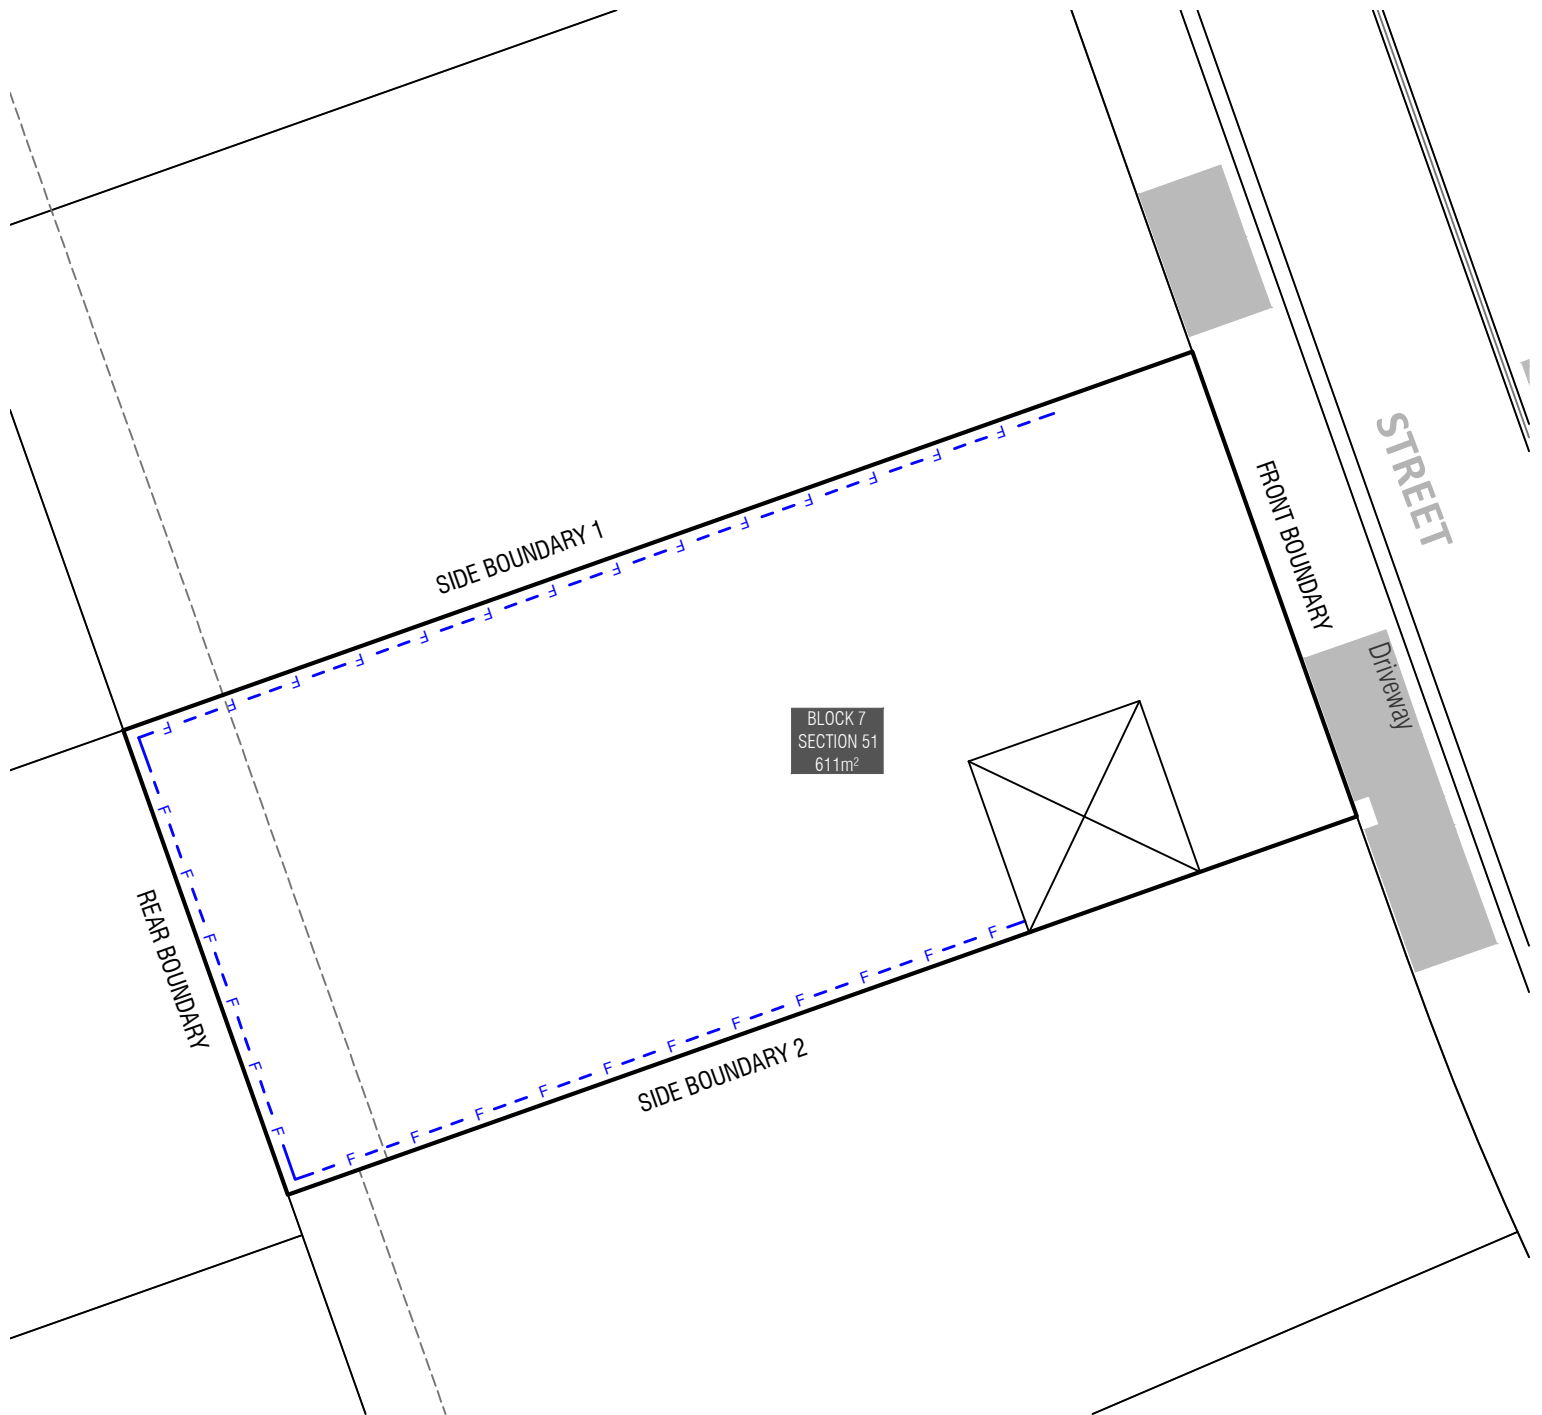 STREET
FRONT BOUNDARY
SIDE BOUNDARY 1
Driveway
BLOCK 7
SECTION 51
611m²
REAR BOUNDARY
SIDE BOUNDARY 2
F F F F F F F F F F F F F F
F F F F F F
F F F F F F F F F F F